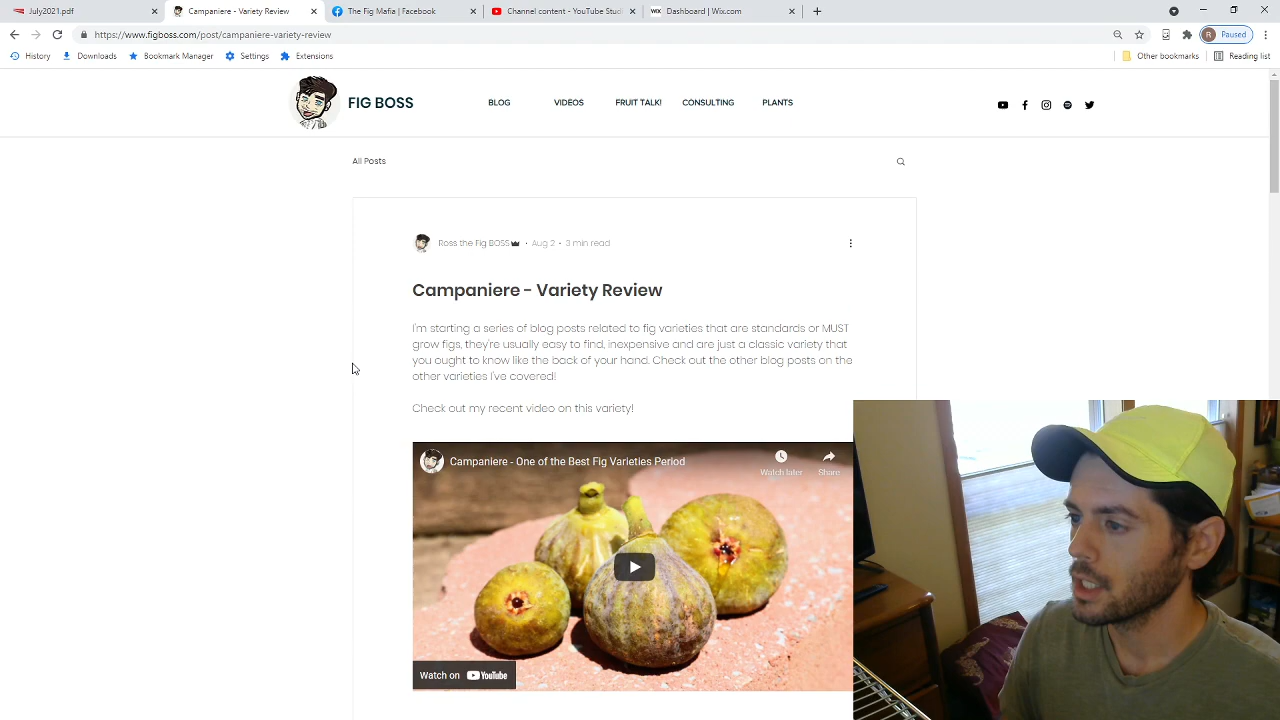 July2021.pdf
Campaniere - Variety Review
The Fig Mafia | Facebook
Channel content - YouTube Studi
WIX
Dashboard | Wix.com
https://www.figboss.com/post/campaniere-variety-review
R
Paused
History
Downloads
Bookmark Manager
Settings
Extensions
Other bookmarks
Reading list
FIG BOSS
BLOG
VIDEOS
FRUIT TALK!
CONSULTING
PLANTS
All Posts
Ross the Fig BOSS · Aug 2 · 3 min read
Campaniere - Variety Review
I'm starting a series of blog posts related to fig varieties that are standards or MUST
grow figs, they're usually easy to find, inexpensive and are just a classic variety that
you ought to know like the back of your hand. Check out the other blog posts on the
other varieties I've covered!
Check out my recent video on this variety!
Campaniere - One of the Best Fig Varieties Period
Watch later
Share
Watch on YouTube